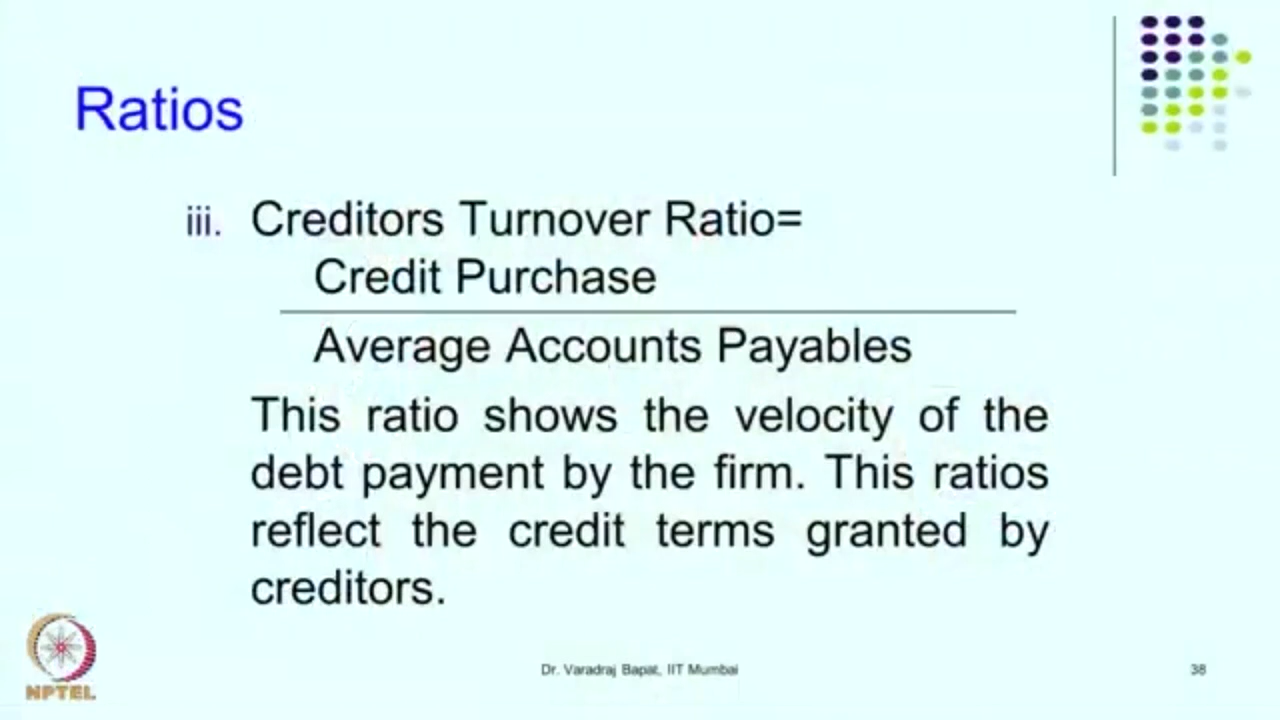 Ratios
iii. Creditors Turnover Ratio=
Credit Purchase
Average Accounts Payables
This ratio shows the velocity of the
debt payment by the firm. This ratios
reflect the credit terms granted by
creditors.
NPTEL
Dr. Varadraj Bapat, IIT Mumbai
38